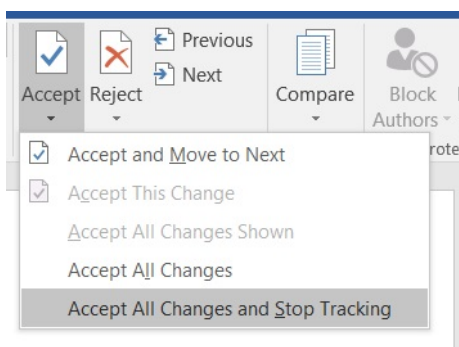 Previous
Next
Accept Reject
Compare
Block
Authors
Accept and Move to Next
Accept This Change
Accept All Changes Shown
Accept All Changes
Accept All Changes and Stop Tracking